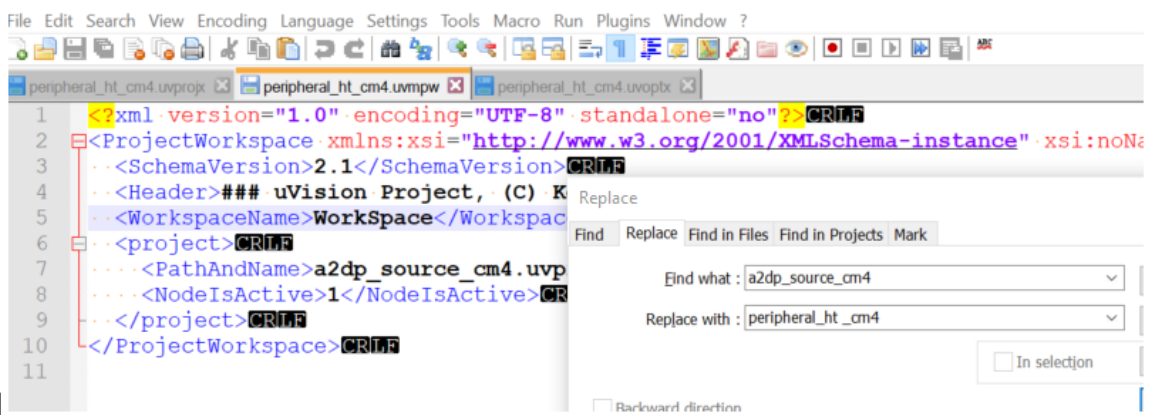 File Edit Search View Encoding Language Settings Tools Macro Run Plugins Window ?
peripheral_ht_cm4.uvprojx peripheral_ht_cm4.uvmpw peripheral_ht_cm4.uvoptx
1 <?xml version="1.0" encoding="UTF-8" standalone="no"?>CRLF
2 <ProjectWorkspace xmlns:xsi="http://www.w3.org/2001/XMLSchema-instance" xsi:noNa
3 <SchemaVersion>2.1</SchemaVersion>CRLF
4 <Header>### uVision Project, (C) K
5 <WorkspaceName>WorkSpace</Workspac
6 <project>CRLF
7 <PathAndName>a2dp_source_cm4.uvp
8 <NodeIsActive>1</NodeIsActive>CR
9 </project>CRLF
10 </ProjectWorkspace>CRLF
11
Replace
Find Replace Find in Files Find in Projects Mark
Find what : a2dp_source_cm4
Replace with : peripheral_ht _cm4
In selection
Backward direction